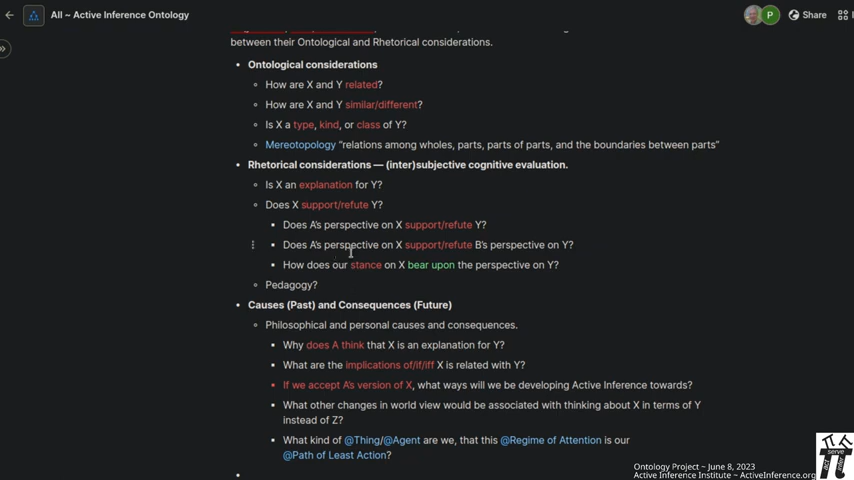 All ~ Active Inference Ontology
P
Share
between their Ontological and Rhetorical considerations.
• Ontological considerations
How are X and Y related?
How are X and Y similar/different?
Is X a type, kind, or class of Y?
Mereotopology “relations among wholes, parts, parts of parts, and the boundaries between parts”
• Rhetorical considerations — (inter)subjective cognitive evaluation.
Is X an explanation for Y?
Does X support/refute Y?
Does A’s perspective on X support/refute Y?
Does A’s perspective on X support/refute B’s perspective on Y?
How does our stance on X bear upon the perspective on Y?
Pedagogy?
• Causes (Past) and Consequences (Future)
Philosophical and personal causes and consequences.
Why does A think that X is an explanation for Y?
What are the implications of/if/iff X is related with Y?
If we accept A’s version of X, what ways will we be developing Active Inference towards?
What other changes in world view would be associated with thinking about X in terms of Y
instead of Z?
What kind of @Thing/@Agent are we, that this @Regime of Attention is our
@Path of Least Action?
Ontology Project ~ June 8, 2023
Active Inference Institute ~ ActiveInference.org
serve